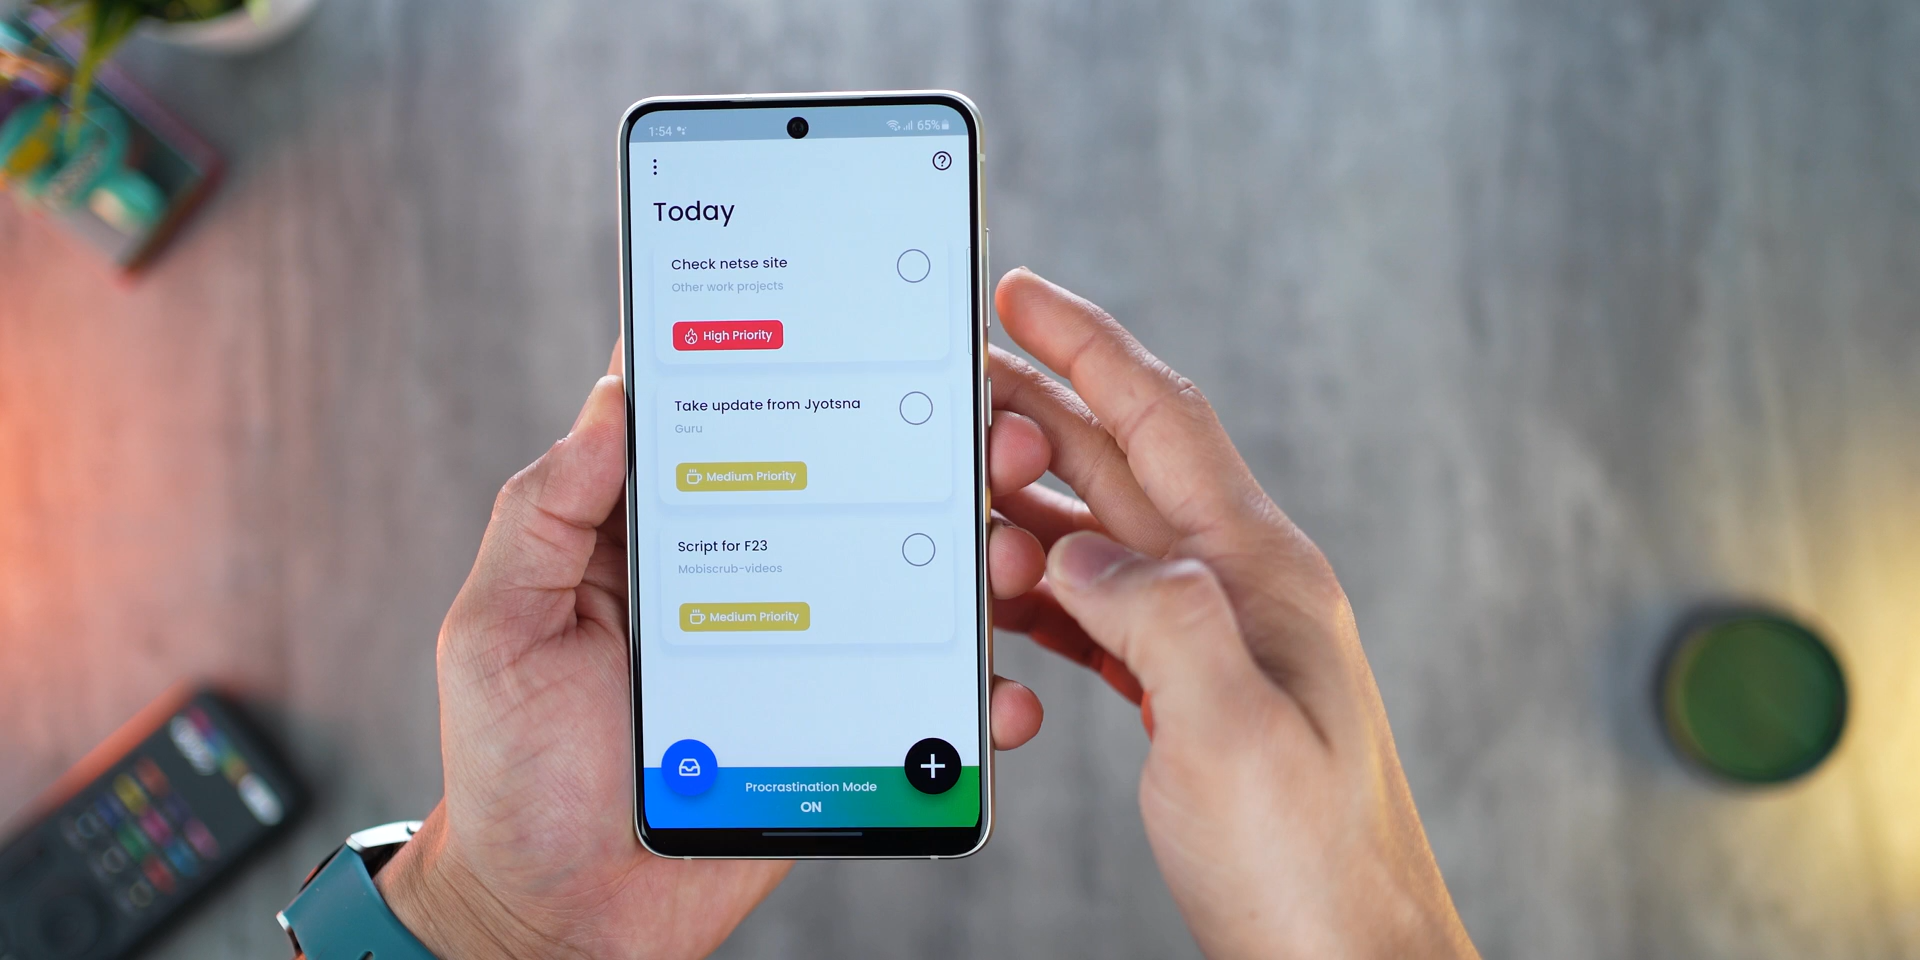 1:54
65%
Today
Check netse site
Other work projects
High Priority
Take update from Jyotsna
Guru
Medium Priority
Script for F23
Mobiscrub-videos
Medium Priority
Procrastination Mode
ON